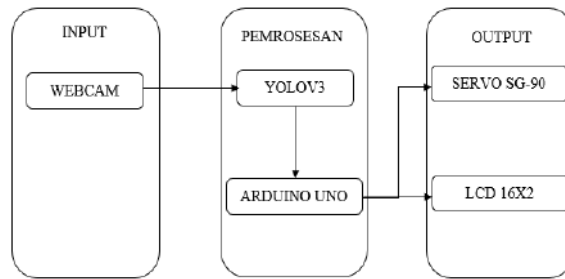 INPUT
WEBCAM
PEMROSESAN
YOLOV3
ARDUINO UNO
OUTPUT
SERVO SG-90
LCD 16X2